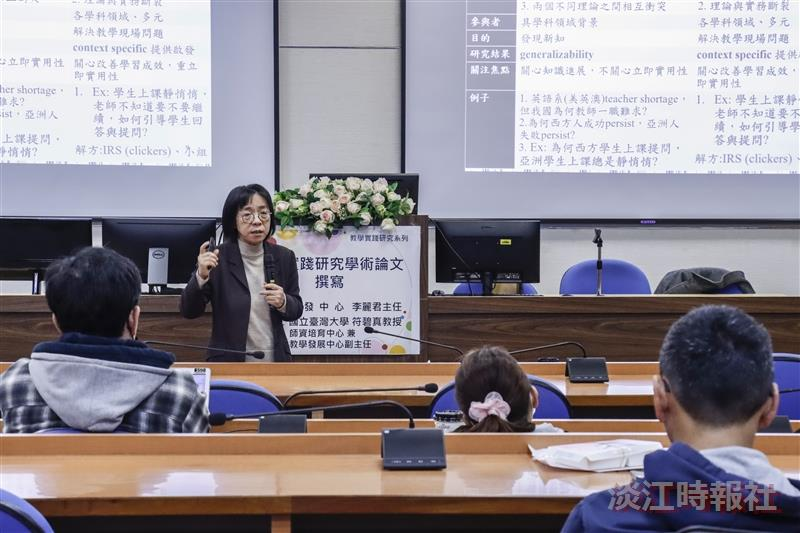 2. 理論與實務斷裂
各學科領域、多元
解決教學現場問題
context specific 提供啟發
關心改善學習成效，重立
即實用性
1. Ex: 學生上課靜悄悄，
老師不知道要不要繼
續，如何引導學生回
答與提問?
解方:IRS (clickers)、小組
3. 兩個不同理論之間相互衝突
參與者
具學科領域背景
目的
發現新知
研究結果
generalizability
關注焦點
關心知識進展，不關心立即實用性
例子
1. 英語系(美英澳)teacher shortage，
但我國為何教師一職難求?
2.為何西方人成功persist，亞洲人
失敗persist?
3. Ex: 為何西方學生上課提問，
亞洲學生上課總是靜悄悄?
2. 理論與實務斷裂
各學科領域、多元
解決教學現場問題
context specific 提供
關心改善學習成效
即實用性
1. Ex: 學生上課靜
老師不知道要不
續，如何引導學
答與提問?
解方:IRS (clickers)
教學實踐研究系列
實踐研究學術論文
撰寫
發中心 李麗君主任
國立臺灣大學 符碧真教授
師資培育中心 兼
教學發展中心副主任
DELL
淡江時報社